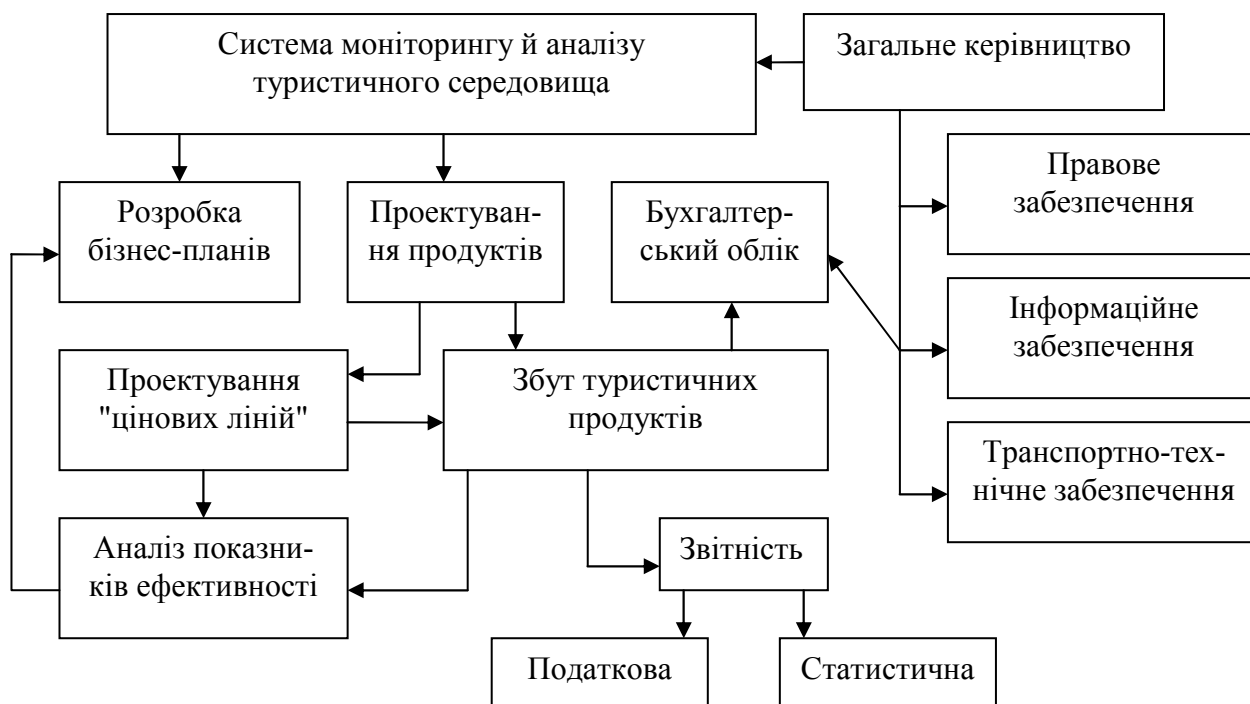 Система моніторингу й аналізу
туристичного середовища
Загальне керівництво
Правове
забезпечення
Розробка
бізнес-планів
Проектуван-
ня продуктів
Бухгалтер-
ський облік
Інформаційне
забезпечення
Проектування
"цінових ліній"
Збут туристичних
продуктів
Транспортно-тех-
нічне забезпечення
Аналіз показни-
ків ефективності
Звітність
Податкова
Статистична